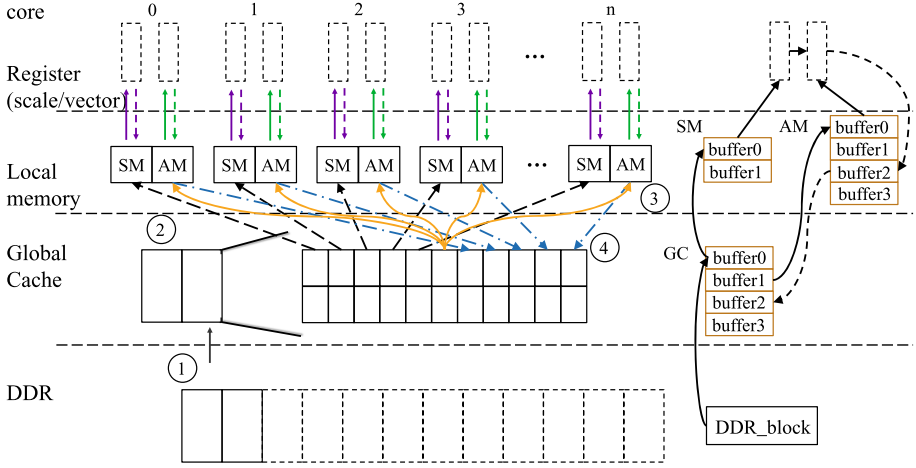 core 0 1 2 3 n
Register
(scale/vector)
...
SM AM
buffer0
SM AM SM AM SM AM SM AM ... SM AM
buffer0 buffer1
buffer1 buffer2
Local
memory
buffer3
3
2
4
Global
Cache
GC
buffer0
buffer1
buffer2
buffer3
1
DDR
DDR_block